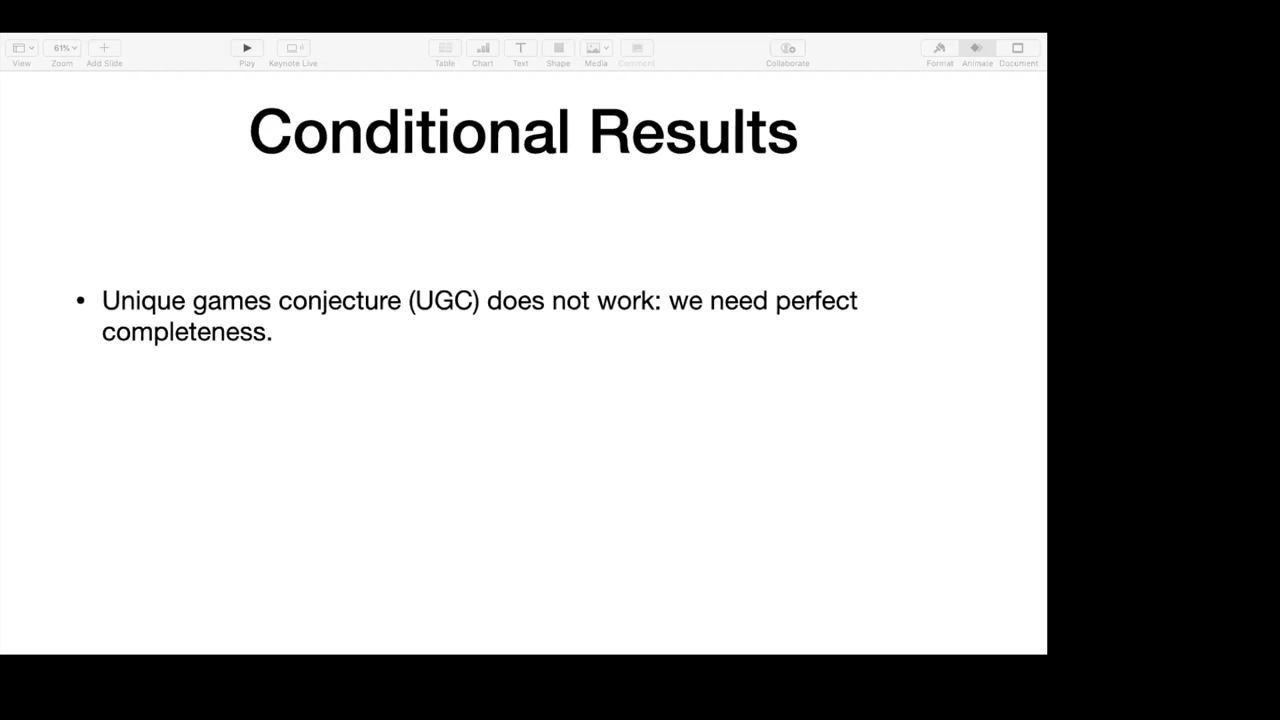 61%
View Zoom Add Slide Play Keynote Live Table Chart Text Shape Media Comment Collaborate Format Animate Document
Conditional Results
• Unique games conjecture (UGC) does not work: we need perfect
completeness.